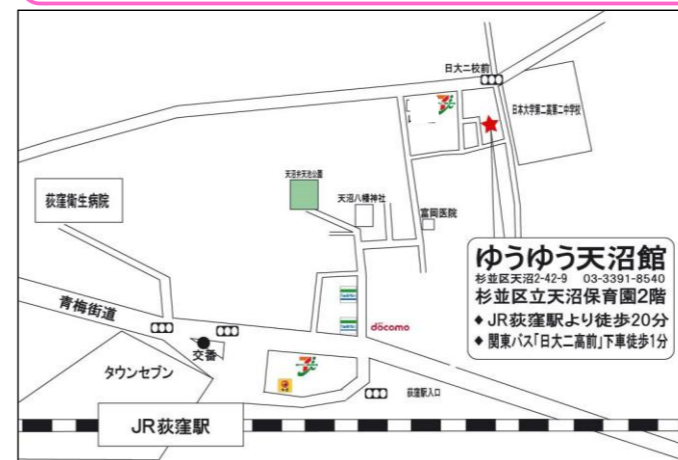 日大二校前
日本大学第二高第二中学校
天沼弁天池公園
天沼八幡神社
荻窪衛生病院
富岡医院
ゆうゆう天沼館
杉並区天沼2-42-9 03-3391-8540
杉並区立天沼保育園2階
◆JR荻窪駅より徒歩20分
◆関東バス「日大二高前」下車徒歩1分
青梅街道
döcomo
交番
タウンセブン
荻窪駅入口
JR荻窪駅